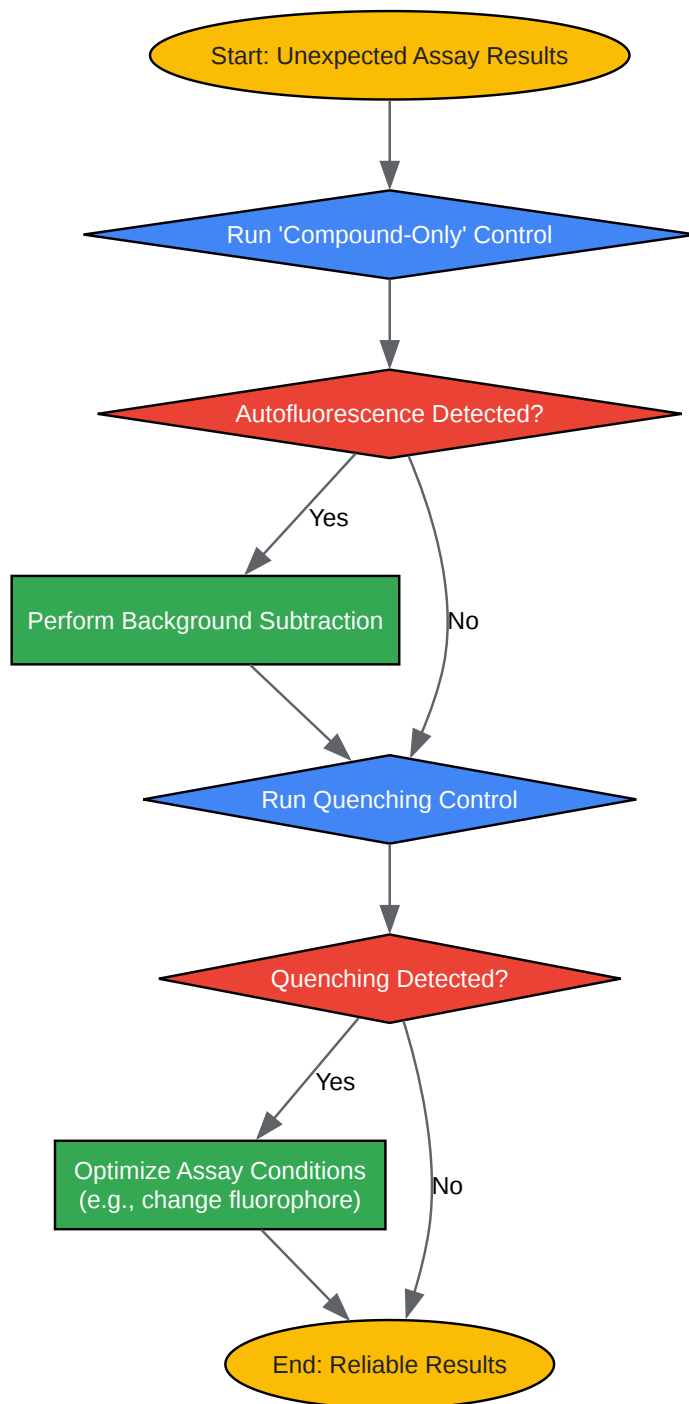 Start: Unexpected Assay Results
Run 'Compound-Only' Control
Autofluorescence Detected?
Yes
Perform Background Subtraction
No
Run Quenching Control
Quenching Detected?
Yes
Optimize Assay Conditions
(e.g., change fluorophore)
No
End: Reliable Results